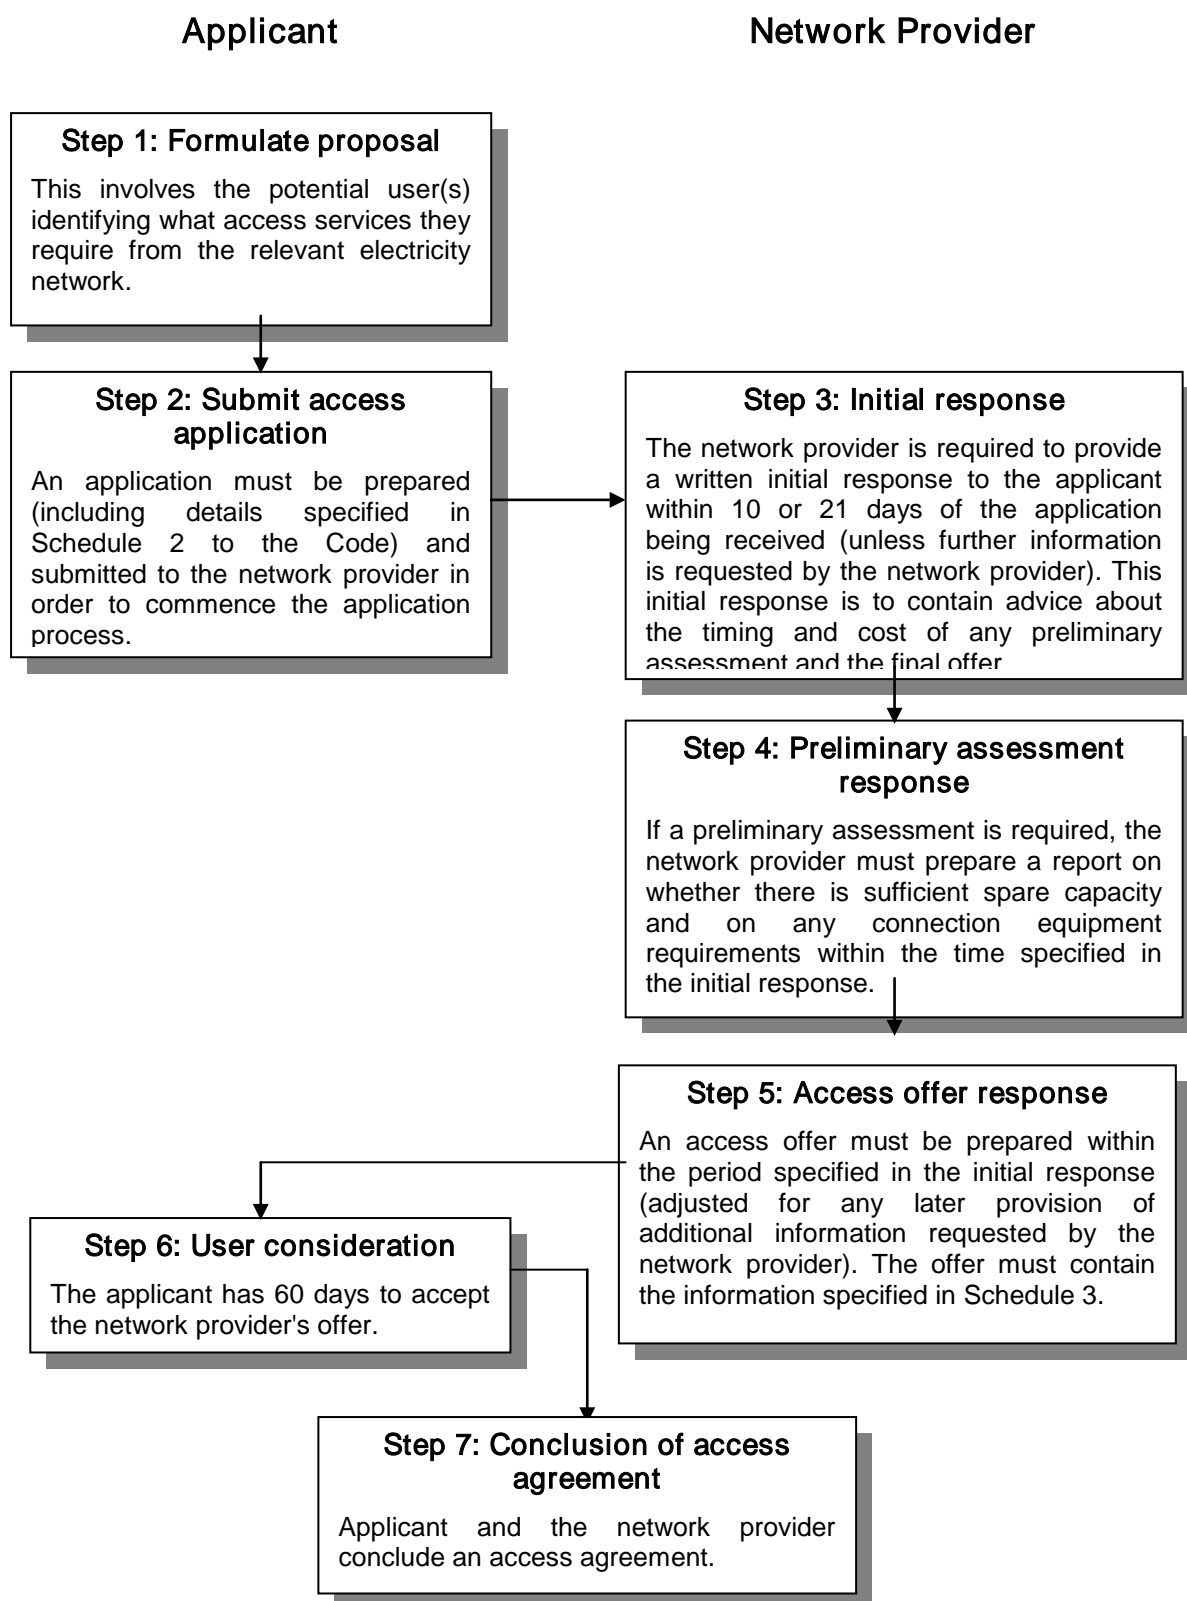 Applicant
Network Provider
Step 1: Formulate proposal
This involves the potential user(s)
identifying what access services they
require from the relevant electricity
network.
Step 2: Submit access
application
An application must be prepared
(including details specified in
Schedule 2 to the Code) and
submitted to the network provider in
order to commence the application
process.
Step 3: Initial response
The network provider is required to provide
a written initial response to the applicant
within 10 or 21 days of the application
being received (unless further information
is requested by the network provider). This
initial response is to contain advice about
the timing and cost of any preliminary
assessment and the final offer
Step 4: Preliminary assessment
response
If a preliminary assessment is required, the
network provider must prepare a report on
whether there is sufficient spare capacity
and on any connection equipment
requirements within the time specified in
the initial response.
Step 5: Access offer response
An access offer must be prepared within
the period specified in the initial response
(adjusted for any later provision of
additional information requested by the
network provider). The offer must contain
the information specified in Schedule 3.
Step 6: User consideration
The applicant has 60 days to accept
the network provider's offer.
Step 7: Conclusion of access
agreement
Applicant and the network provider
conclude an access agreement.